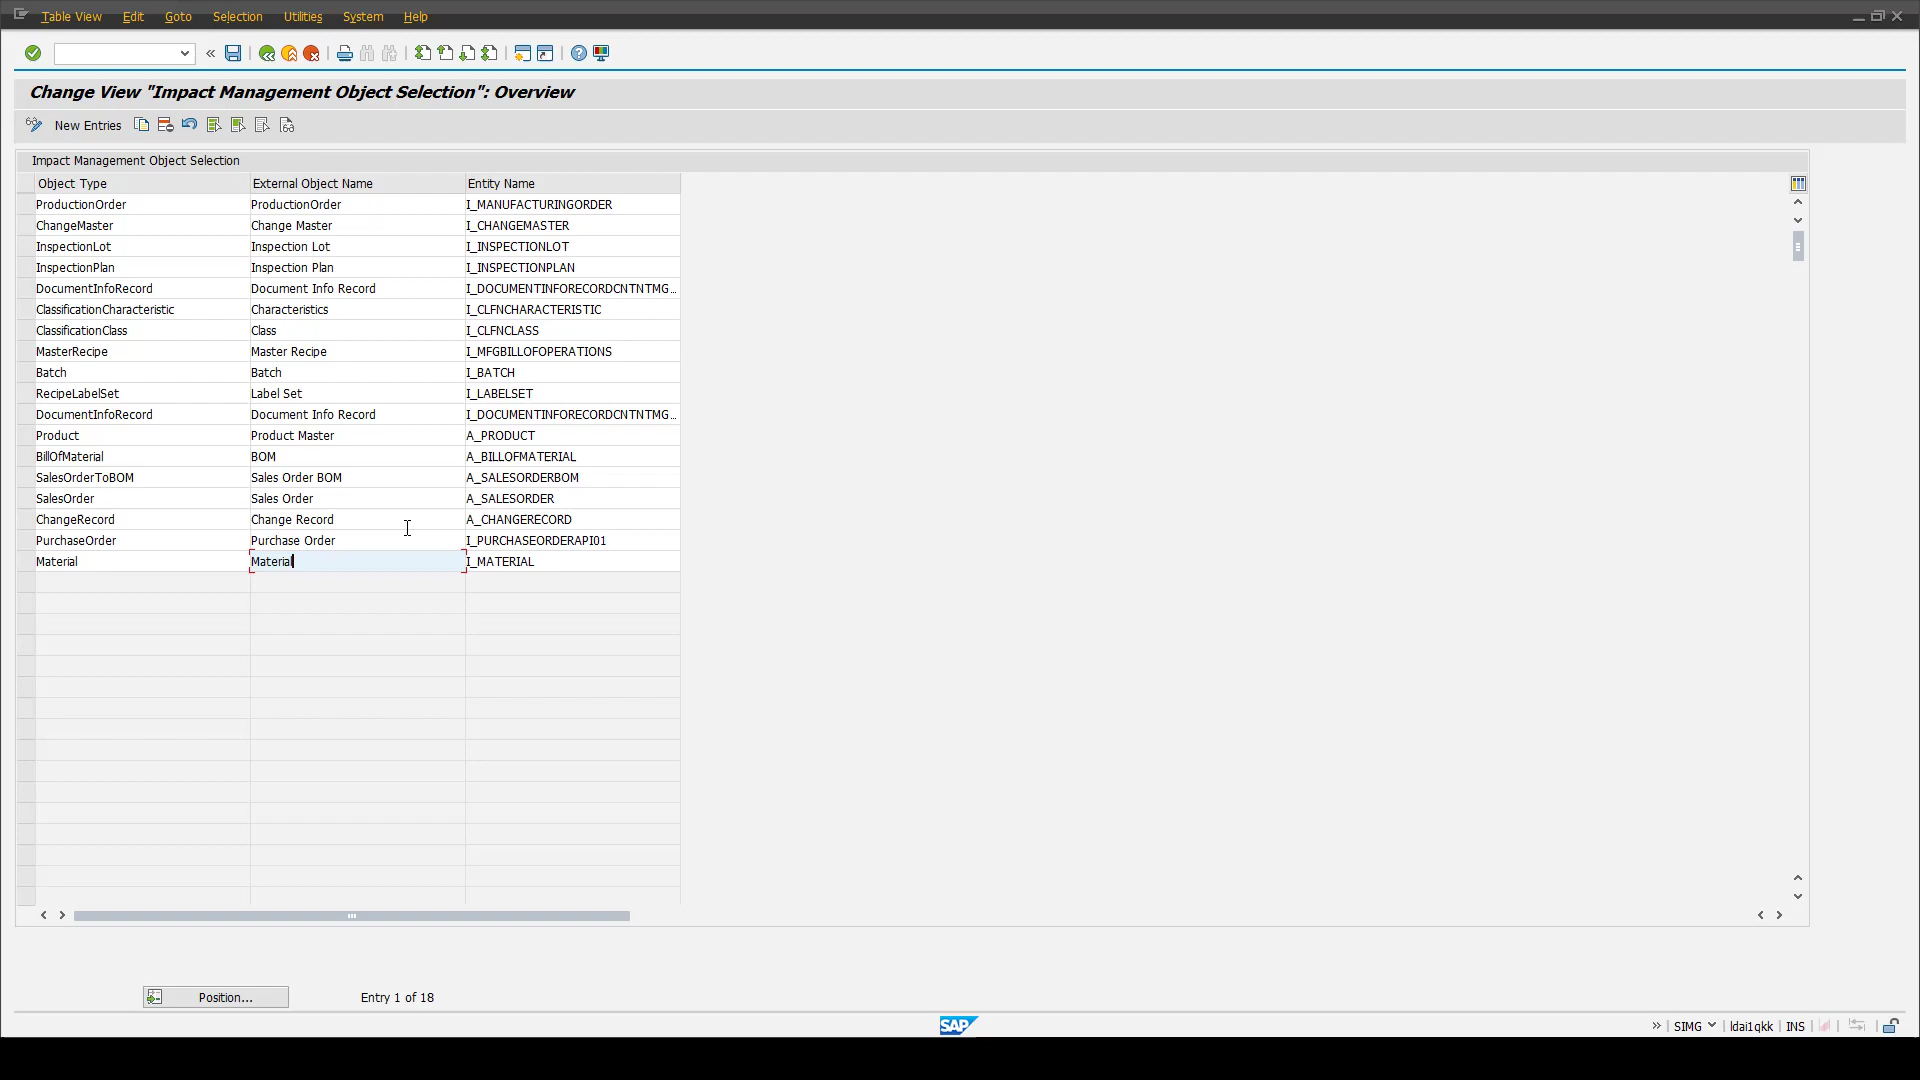 Table View Edit Goto Selection Utilities System Help
Change View "Impact Management Object Selection": Overview
New Entries
Impact Management Object Selection
Object Type External Object Name Entity Name
ProductionOrder ProductionOrder I_MANUFACTURINGORDER
ChangeMaster Change Master I_CHANGEMASTER
InspectionLot Inspection Lot I_INSPECTIONLOT
InspectionPlan Inspection Plan I_INSPECTIONPLAN
DocumentInfoRecord Document Info Record I_DOCUMENTINFORECORDCNTNTMG...
ClassificationCharacteristic Characteristics I_CLFNCHARACTERISTIC
ClassificationClass Class I_CLFNCLASS
MasterRecipe Master Recipe I_MFGBILLOFOPERATIONS
Batch Batch I_BATCH
RecipeLabelSet Label Set I_LABELSET
DocumentInfoRecord Document Info Record I_DOCUMENTINFORECORDCNTNTMG...
Product Product Master A_PRODUCT
BillOfMaterial BOM A_BILLOFMATERIAL
SalesOrderToBOM Sales Order BOM A_SALESORDERBOM
SalesOrder Sales Order A_SALESORDER
ChangeRecord Change Record A_CHANGERECORD
PurchaseOrder Purchase Order I_PURCHASEORDERAPI01
Material Material I_MATERIAL
Position... Entry 1 of 18
SAP
SIMG ldai1qkk INS